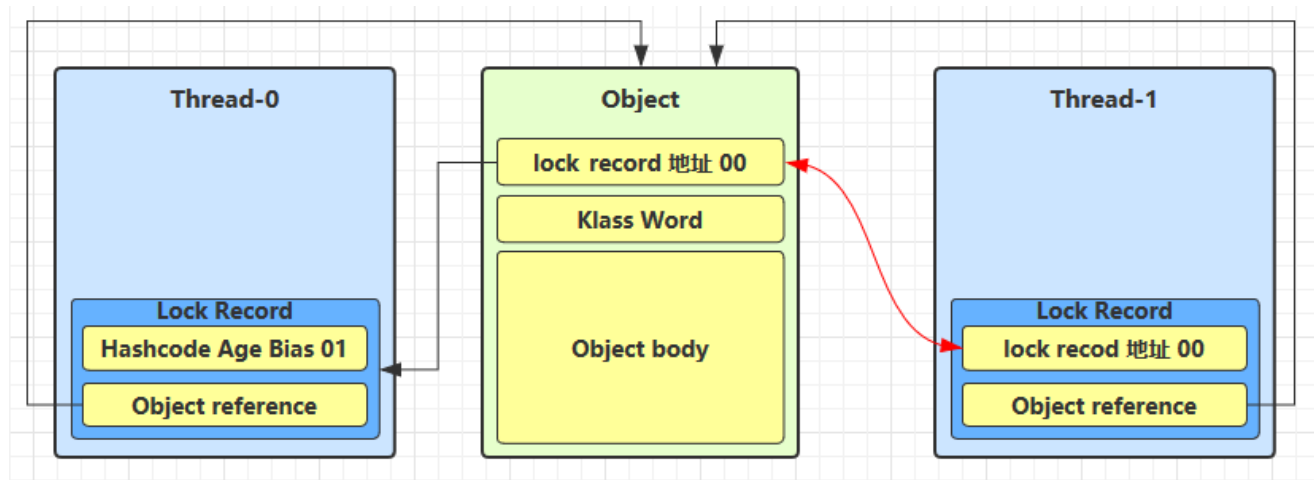 Thread-0
Lock Record
Hashcode Age Bias 01
Object reference
Object
lock record 地址 00
Klass Word
Object body
Thread-1
Lock Record
lock recod 地址 00
Object reference